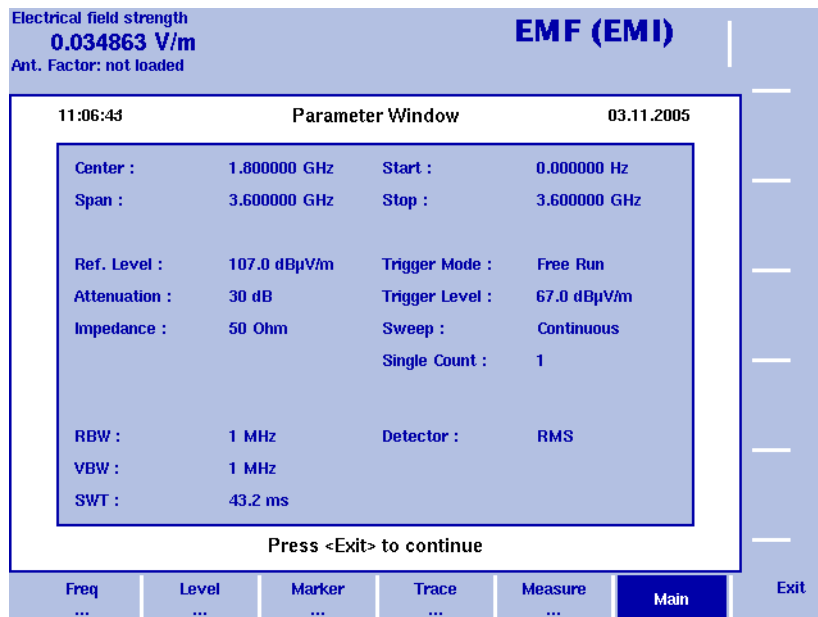 Electrical field strength
0.034863 V/m
Ant. Factor: not loaded
EMF (EMI)
11:06:43 Parameter Window 03.11.2005
Center : 1.800000 GHz Start : 0.000000 Hz
Span : 3.600000 GHz Stop : 3.600000 GHz
Ref. Level : 107.0 dBµV/m Trigger Mode : Free Run
Attenuation : 30 dB Trigger Level : 67.0 dBµV/m
Impedance : 50 Ohm Sweep : Continuous
Single Count : 1
RBW : 1 MHz Detector : RMS
VBW : 1 MHz
SWT : 43.2 ms
Press <Exit> to continue
Freq Level Marker Trace Measure Main Exit
... ... ... ... ...